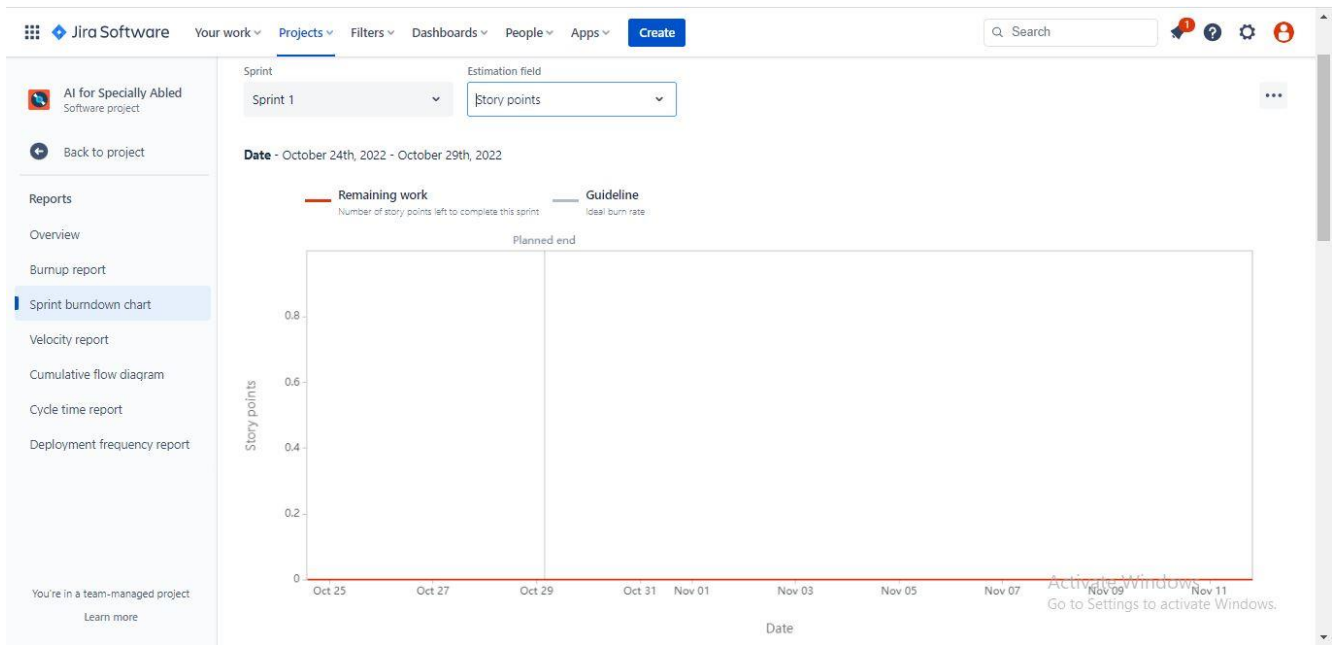 Jira Software Your work Projects Filters Dashboards People Apps Create Search 1
AI for Specially Abled
Software project
Back to project
Reports
Overview
Burnup report
Sprint burndown chart
Velocity report
Cumulative flow diagram
Cycle time report
Deployment frequency report
You're in a team-managed project
Learn more
Sprint Estimation field
Sprint 1 Story points
Date - October 24th, 2022 - October 29th, 2022
Remaining work Guideline
Number of story points left to complete this sprint Ideal burn rate
Planned end
0.8
0.6
0.4
0.2
0
Story points
Oct 25 Oct 27 Oct 29 Oct 31 Nov 01 Nov 03 Nov 05 Nov 07 Nov 09 Nov 11
Date
Activate Windows
Go to Settings to activate Windows.